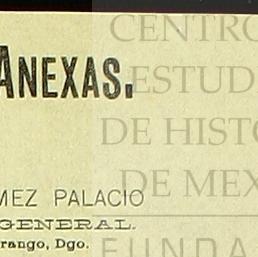 CENTRO
ANEXAS.
ESTUD
DE HISTO
DE MEX
MEZ PALACIO
GENERAL.
rango, Dgo.
FUNDA